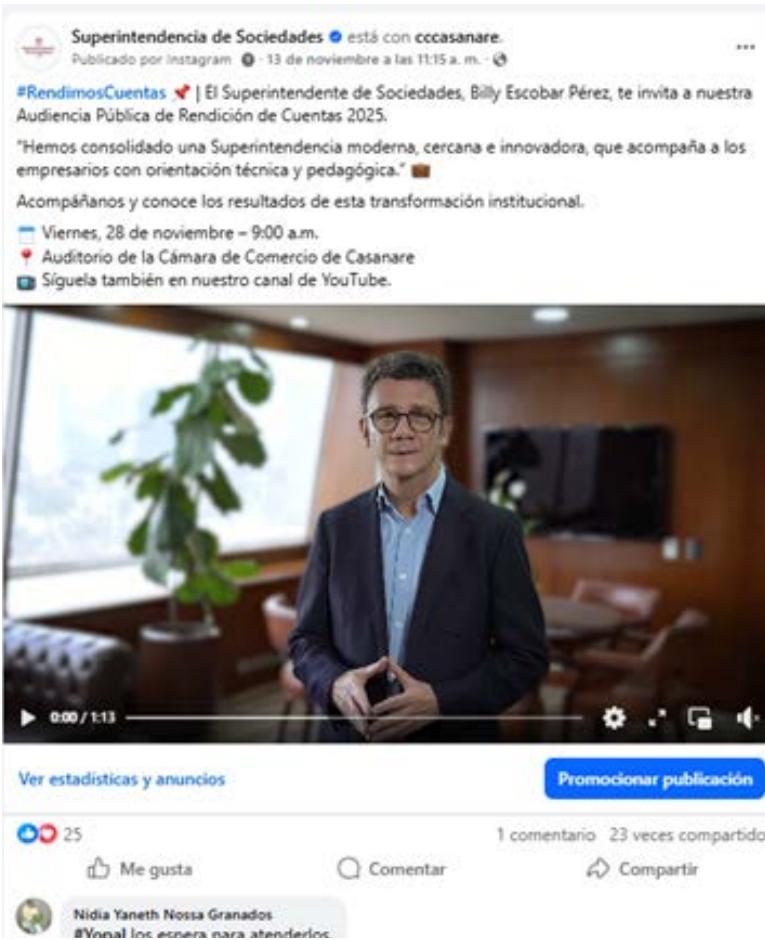 Superintendencia de Sociedades está con cccasanare.
Publicado por Instagram · 13 de noviembre a las 11:15 a. m. ·
#RendimosCuentas 📌 | El Superintendente de Sociedades, Billy Escobar Pérez, te invita a nuestra
Audiencia Pública de Rendición de Cuentas 2025.
"Hemos consolidado una Superintendencia moderna, cercana e innovadora, que acompaña a los
empresarios con orientación técnica y pedagógica." 💼
Acompáñanos y conoce los resultados de esta transformación institucional.
🗓️ Viernes, 28 de noviembre – 9:00 a.m.
📍 Auditorio de la Cámara de Comercio de Casanare
📺 Síguela también en nuestro canal de YouTube.
0:00 / 1:13
Ver estadísticas y anuncios
Promocionar publicación
25
1 comentario 23 veces compartido
Me gusta
Comentar
Compartir
Nidia Yaneth Nossa Granados
#Yopal los espera para atenderlos.